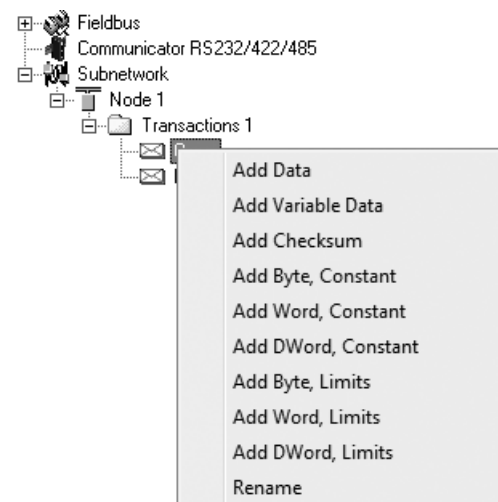 Fieldbus
Communicator RS232/422/485
Subnetwork
Node 1
Transactions 1
Add Data
Add Variable Data
Add Checksum
Add Byte, Constant
Add Word, Constant
Add DWord, Constant
Add Byte, Limits
Add Word, Limits
Add DWord, Limits
Rename